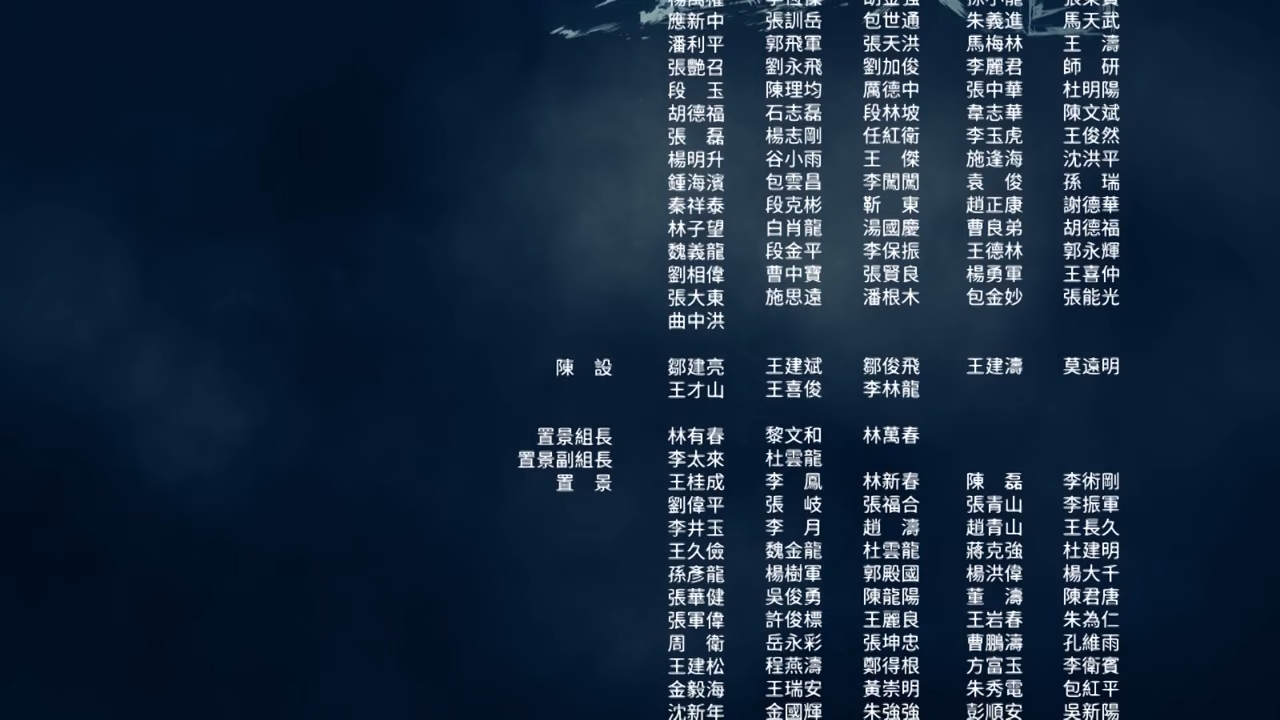 應新中 張訓岳 包世通 朱義進 馬天武
潘利平 郭飛軍 張天洪 馬梅林 王　濤
張艷召 劉永飛 劉加俊 李麗君 師　研
段　玉 陳理均 厲德中 張中華 杜明陽
胡德福 石志磊 段林坡 韋志華 陳文斌
張　磊 楊志剛 任紅衛 李玉虎 王俊然
楊明升 谷小雨 王　傑 施逢海 沈洪平
鍾海濱 包雲昌 李闖闖 袁　俊 孫　瑞
秦祥泰 段克彬 靳　東 趙正康 謝德華
林子望 白肖龍 湯國慶 曹良弟 胡德福
魏義龍 段金平 李保振 王德林 郭永輝
劉相偉 曹中寶 張賢良 楊勇軍 王喜仲
張大東 施思遠 潘根木 包金妙 張能光
曲中洪
陳　設 鄒建亮 王建斌 鄒俊飛 王建濤 莫遠明
王才山 王喜俊 李林龍
置景組長 林有春 黎文和 林萬春
置景副組長 李太來 杜雲龍
置　景 王桂成 李　鳳 林新春 陳　磊 李術剛
劉偉平 張　岐 張福合 張青山 李振軍
李井玉 李　月 趙　濤 趙青山 王長久
王久儉 魏金龍 杜雲龍 蔣克強 杜建明
孫彥龍 楊樹軍 郭殿國 楊洪偉 楊大千
張華健 吳俊勇 陳龍陽 董　濤 陳君唐
張軍偉 許俊標 王麗良 王岩春 朱為仁
周　衛 岳永彩 張坤忠 曹鵬濤 孔維雨
王建松 程燕濤 鄭得根 方富玉 李衛賓
金毅海 王瑞安 黃崇明 朱秀電 包紅平
沈新年 金國輝 朱強強 彭順安 吳新陽